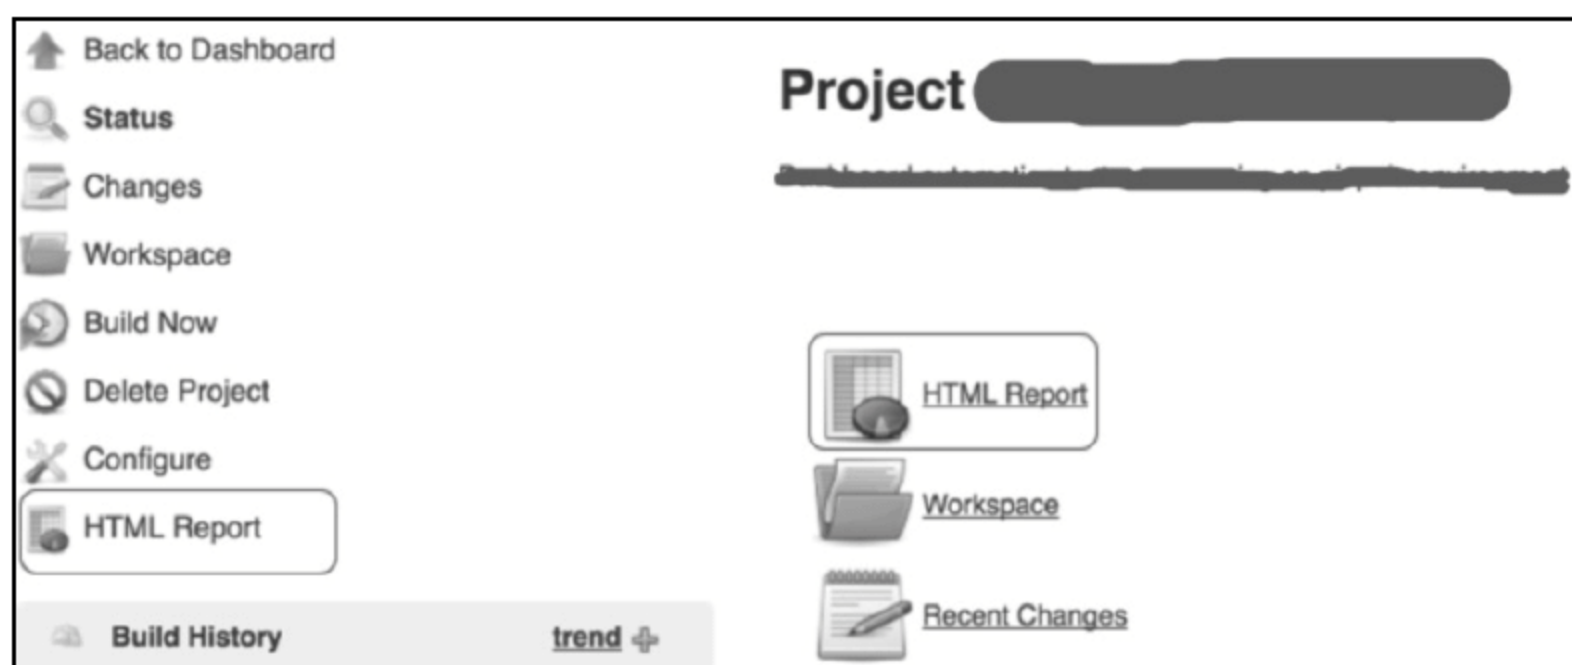 Back to Dashboard
Status
Changes
Workspace
Build Now
Delete Project
Configure
HTML Report
Build History trend
Project
HTML Report
Workspace
Recent Changes